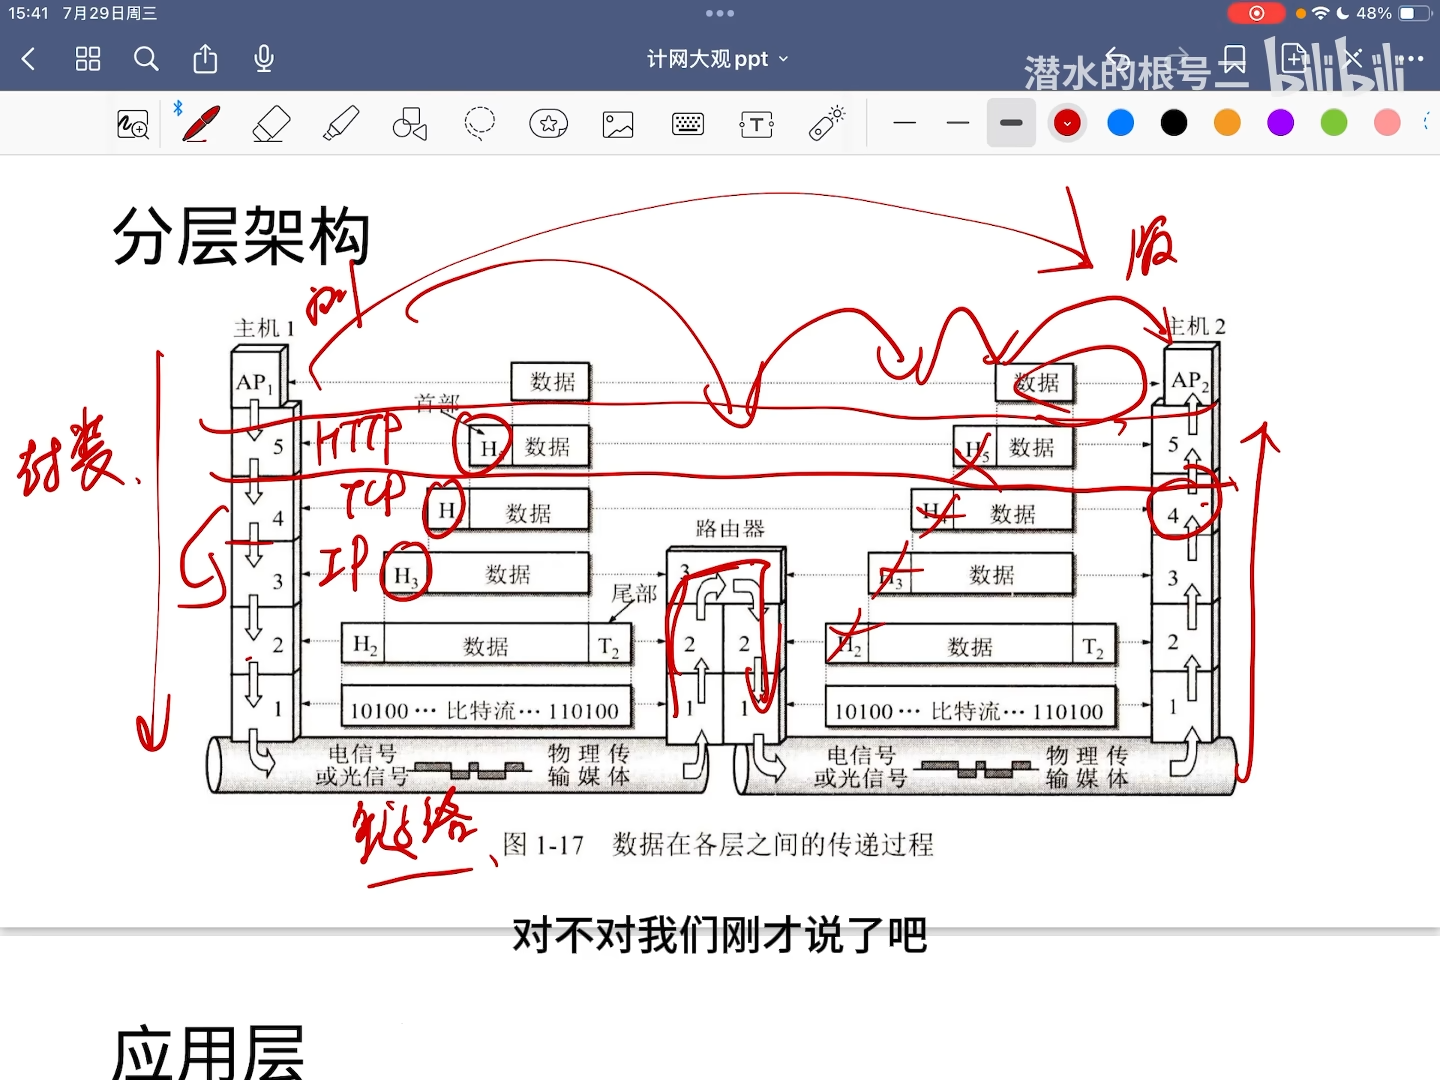 15:41 7月29日周三
48%
计网大观ppt
潜水的根号二 bilibili
分层架构
主机 1
主机 2
AP1
数据
数据
AP2
首部
5
HTTP
H5
数据
H5
数据
5
封装
4
TCP
H
数据
H4
数据
4
路由器
3
IP
H3
数据
3
H3
数据
3
尾部
2
H2
数据
T2
2
2
H2
数据
T2
2
1
10100 … 比特流 … 110100
1
1
10100 … 比特流 … 110100
1
电信号
或光信号
物理传
输媒体
电信号
或光信号
物理传
输媒体
图 1-17 数据在各层之间的传递过程
对不对我们刚才说了吧
应用层